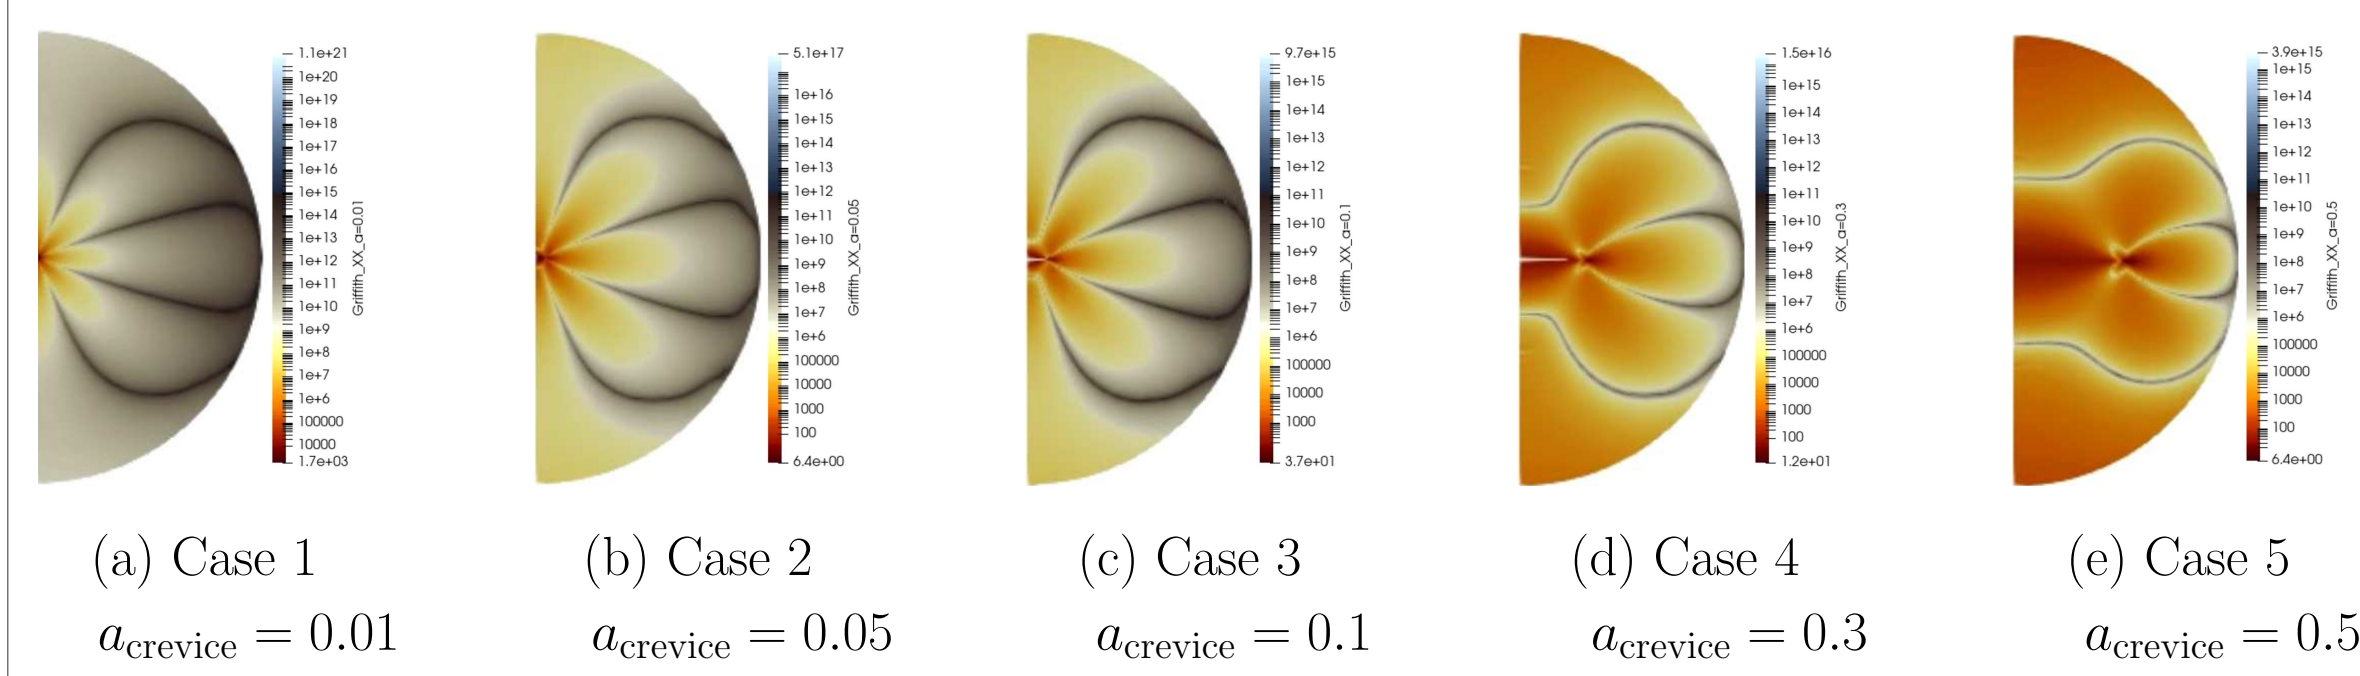 1.1e+21
1e+20
1e+19
1e+18
1e+17
1e+16
1e+15
1e+14
1e+13
1e+12
1e+11
1e+10
1e+9
1e+8
1e+7
1e+6
100000
10000
1.7e+03
Griffith_XX_a=0.01
5.1e+17
1e+16
1e+15
1e+14
1e+13
1e+12
1e+11
1e+10
1e+9
1e+8
1e+7
1e+6
100000
10000
1000
100
6.4e+00
Griffith_XX_a=0.05
9.7e+15
1e+15
1e+14
1e+13
1e+12
1e+11
1e+10
1e+9
1e+8
1e+7
1e+6
100000
10000
1000
3.7e+01
Griffith_XX_a=0.1
1.5e+16
1e+15
1e+14
1e+13
1e+12
1e+11
1e+10
1e+9
1e+8
1e+7
1e+6
100000
10000
1000
100
1.2e+01
Griffith_XX_a=0.3
3.9e+15
1e+15
1e+14
1e+13
1e+12
1e+11
1e+10
1e+9
1e+8
1e+7
1e+6
100000
10000
1000
100
6.4e+00
Griffith_XX_a=0.5
(a) Case 1
a_crevice = 0.01
(b) Case 2
a_crevice = 0.05
(c) Case 3
a_crevice = 0.1
(d) Case 4
a_crevice = 0.3
(e) Case 5
a_crevice = 0.5